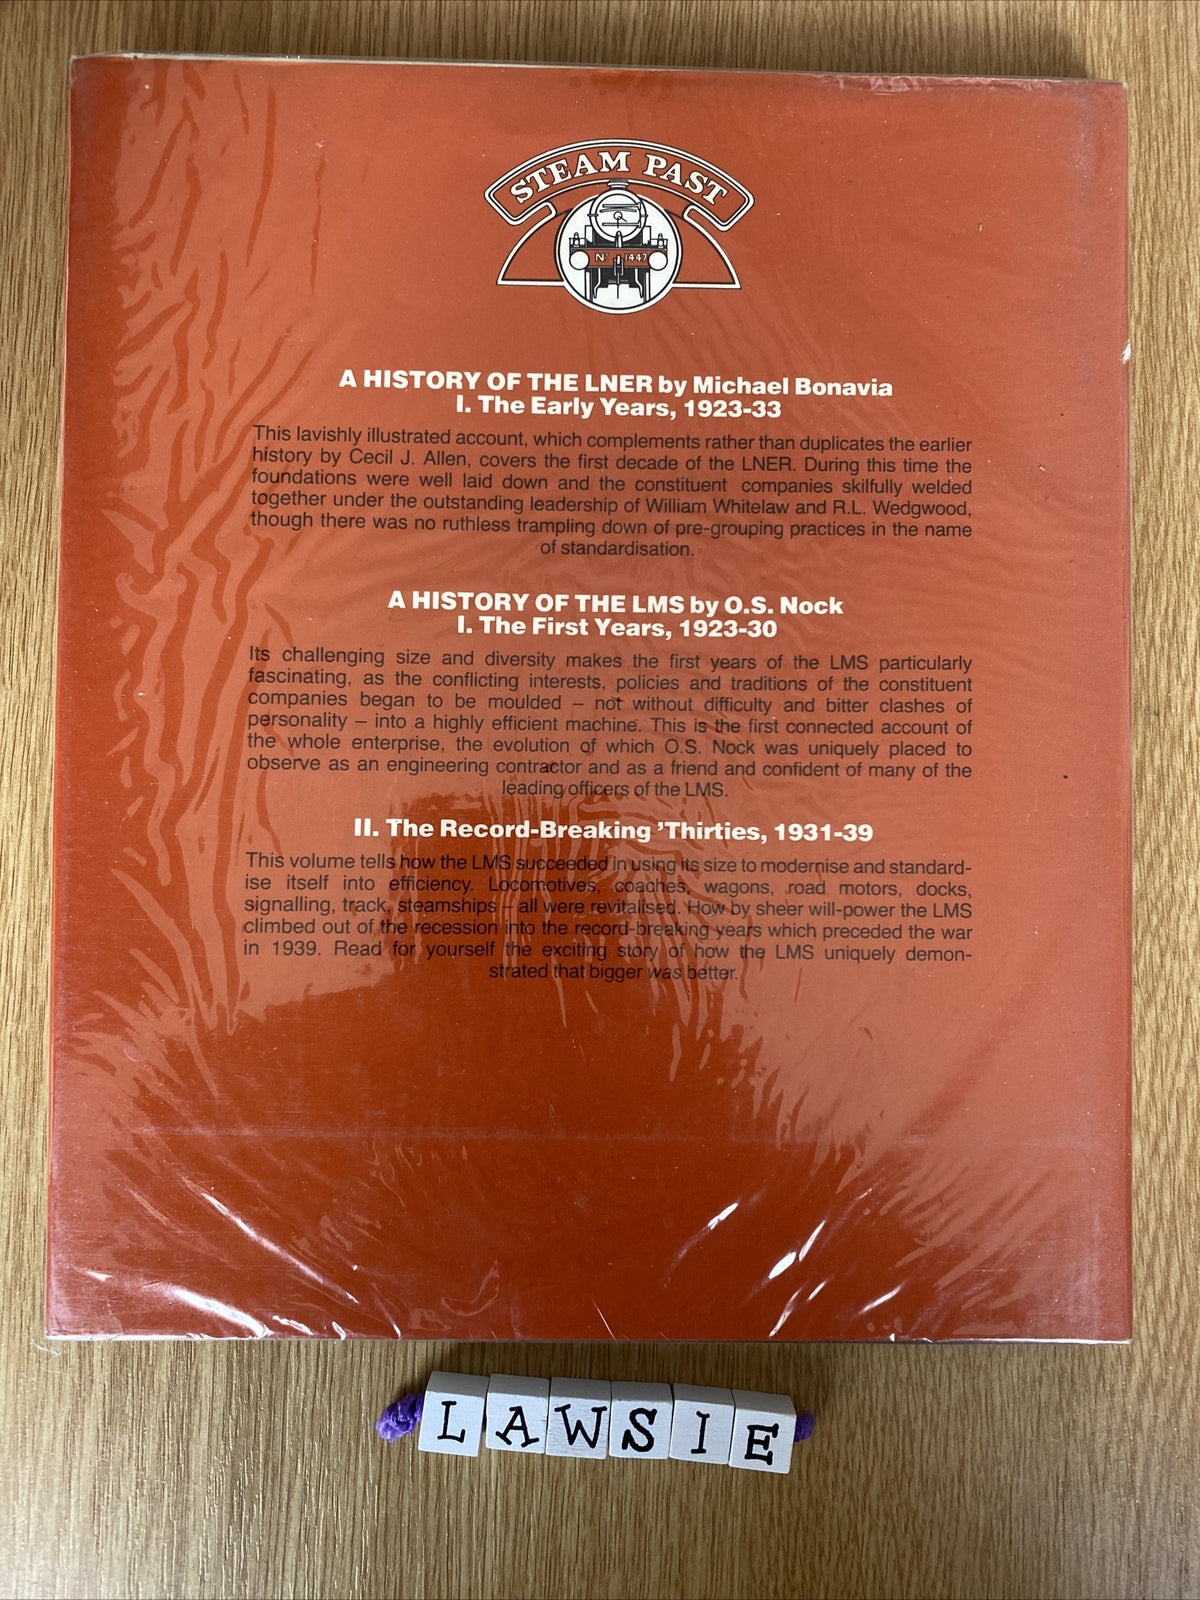 STEAM PAST
No 1447
A HISTORY OF THE LNER by Michael Bonavia
I. The Early Years, 1923-33
This lavishly illustrated account, which complements rather than duplicates the earlier
history by Cecil J. Allen, covers the first decade of the LNER. During this time the
foundations were well laid down and the constituent companies skilfully welded
together under the outstanding leadership of William Whitelaw and R.L. Wedgwood,
though there was no ruthless trampling down of pre-grouping practices in the name
of standardisation.
A HISTORY OF THE LMS by O.S. Nock
I. The First Years, 1923-30
Its challenging size and diversity makes the first years of the LMS particularly
fascinating, as the conflicting interests, policies and traditions of the constituent
companies began to be moulded – not without difficulty and bitter clashes of
personality – into a highly efficient machine. This is the first connected account of
the whole enterprise, the evolution of which O.S. Nock was uniquely placed to
observe as an engineering contractor and as a friend and confident of many of the
leading officers of the LMS.
II. The Record-Breaking 'Thirties, 1931-39
This volume tells how the LMS succeeded in using its size to modernise and standard-
ise itself into efficiency. Locomotives, coaches, wagons, road motors, docks,
signalling, track, steamships – all were revitalised. How by sheer will-power the LMS
climbed out of the recession into the record-breaking years which preceded the war
in 1939. Read for yourself the exciting story of how the LMS uniquely demon-
strated that bigger was better.
LAWSIE